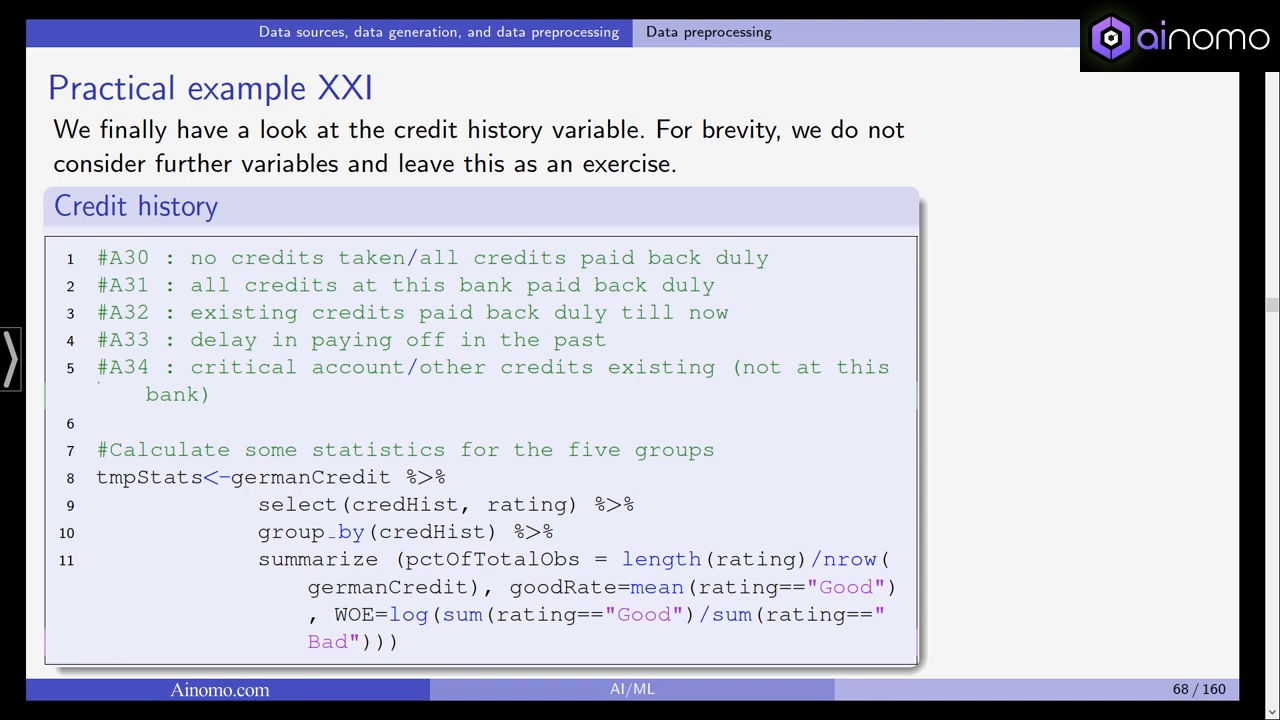 Data sources, data generation, and data preprocessing
Data preprocessing
ainomo
Practical example XXI
We finally have a look at the credit history variable. For brevity, we do not
consider further variables and leave this as an exercise.
Credit history
1 #A30 : no credits taken/all credits paid back duly
2 #A31 : all credits at this bank paid back duly
3 #A32 : existing credits paid back duly till now
4 #A33 : delay in paying off in the past
5 #A34 : critical account/other credits existing (not at this
bank)
6
7 #Calculate some statistics for the five groups
8 tmpStats<-germanCredit %>%
9 select(credHist, rating) %>%
10 group_by(credHist) %>%
11 summarize (pctOfTotalObs = length(rating)/nrow(
germanCredit), goodRate=mean(rating=="Good")
, WOE=log(sum(rating=="Good")/sum(rating=="
Bad")))
Ainomo.com
AI/ML
68 / 160